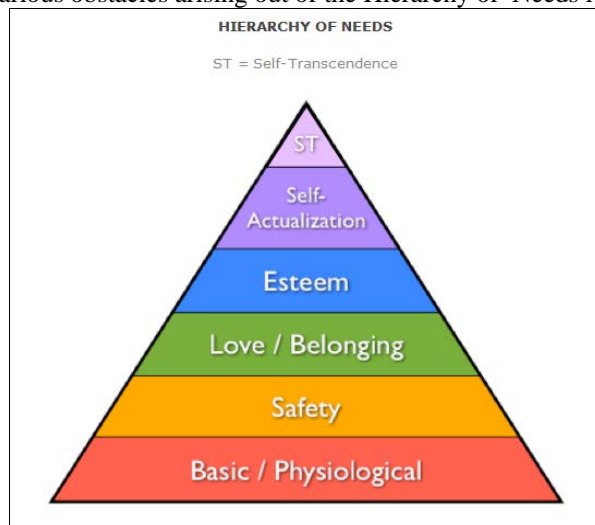 obstacles arising out of the Hierarchy of Needs
HIERARCHY OF NEEDS
ST = Self-Transcendence
ST
Self-
Actualization
Esteem
Love / Belonging
Safety
Basic / Physiological